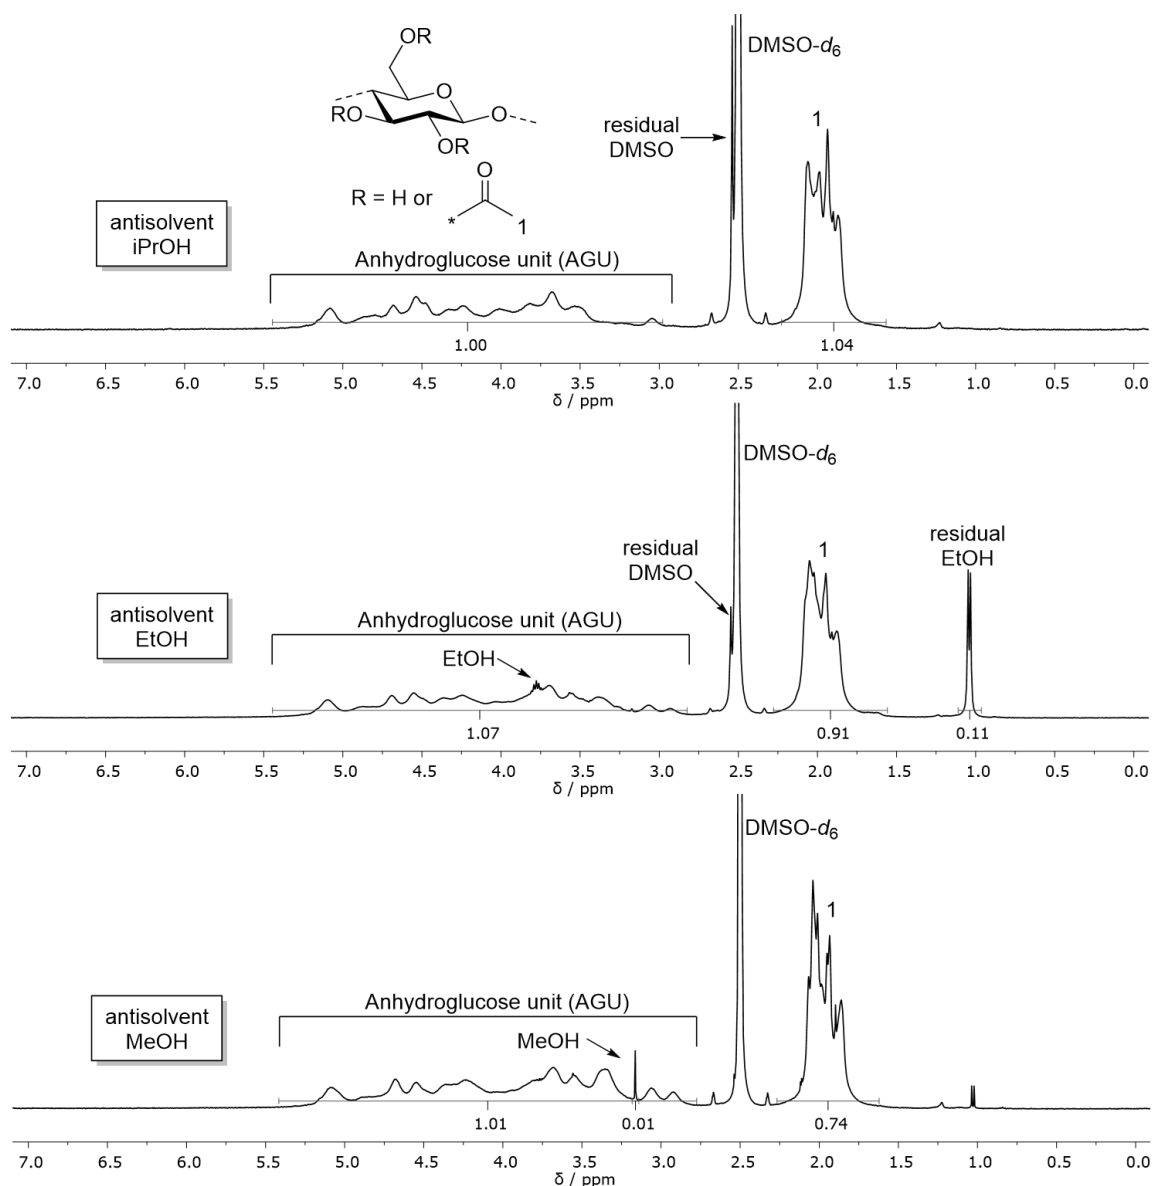 OR
O
RO
O
OR
R = H or
O
*
1
antisolvent
iPrOH
Anhydroglucose unit (AGU)
residual
DMSO
DMSO-d6
1
1.00
1.04
7.0 6.5 6.0 5.5 5.0 4.5 4.0 3.5 3.0 2.5 2.0 1.5 1.0 0.5 0.0
δ / ppm
antisolvent
EtOH
Anhydroglucose unit (AGU)
EtOH
residual
DMSO
DMSO-d6
1
residual
EtOH
1.07
0.91
0.11
7.0 6.5 6.0 5.5 5.0 4.5 4.0 3.5 3.0 2.5 2.0 1.5 1.0 0.5 0.0
δ / ppm
antisolvent
MeOH
Anhydroglucose unit (AGU)
MeOH
DMSO-d6
1
1.01
0.01
0.74
7.0 6.5 6.0 5.5 5.0 4.5 4.0 3.5 3.0 2.5 2.0 1.5 1.0 0.5 0.0
δ / ppm